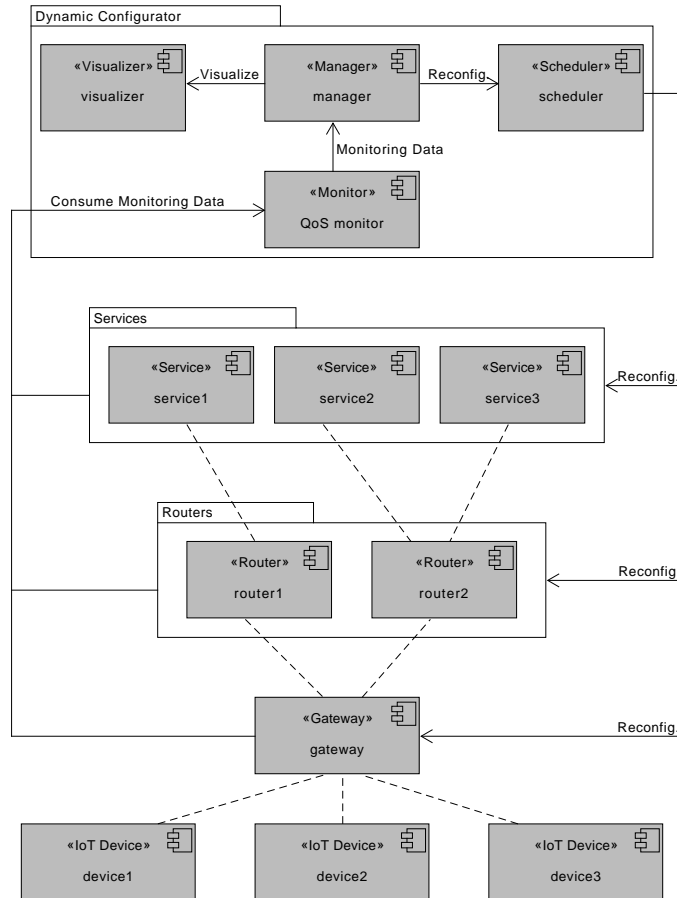 Dynamic Configurator
«Visualizer»
visualizer
Visualize
«Manager»
manager
Reconfig.
«Scheduler»
scheduler
Monitoring Data
Consume Monitoring Data
«Monitor»
QoS monitor
Services
«Service»
service1
«Service»
service2
«Service»
service3
Reconfig.
Routers
«Router»
router1
«Router»
router2
Reconfig
«Gateway»
gateway
Reconfig.
«IoT Device»
device1
«IoT Device»
device2
«IoT Device»
device3